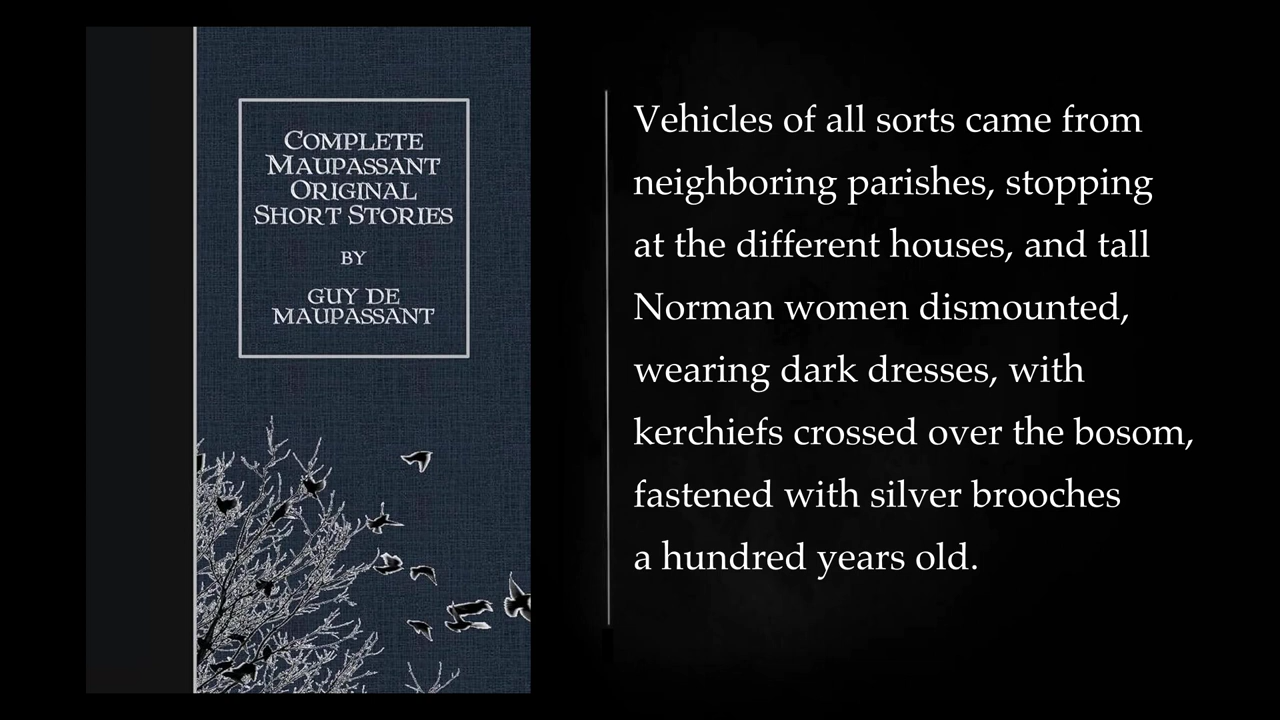 COMPLETE
MAUPASSANT
ORIGINAL
SHORT STORIES
BY
GUY DE
MAUPASSANT
Vehicles of all sorts came from
neighboring parishes, stopping
at the different houses, and tall
Norman women dismounted,
wearing dark dresses, with
kerchiefs crossed over the bosom,
fastened with silver brooches
a hundred years old.